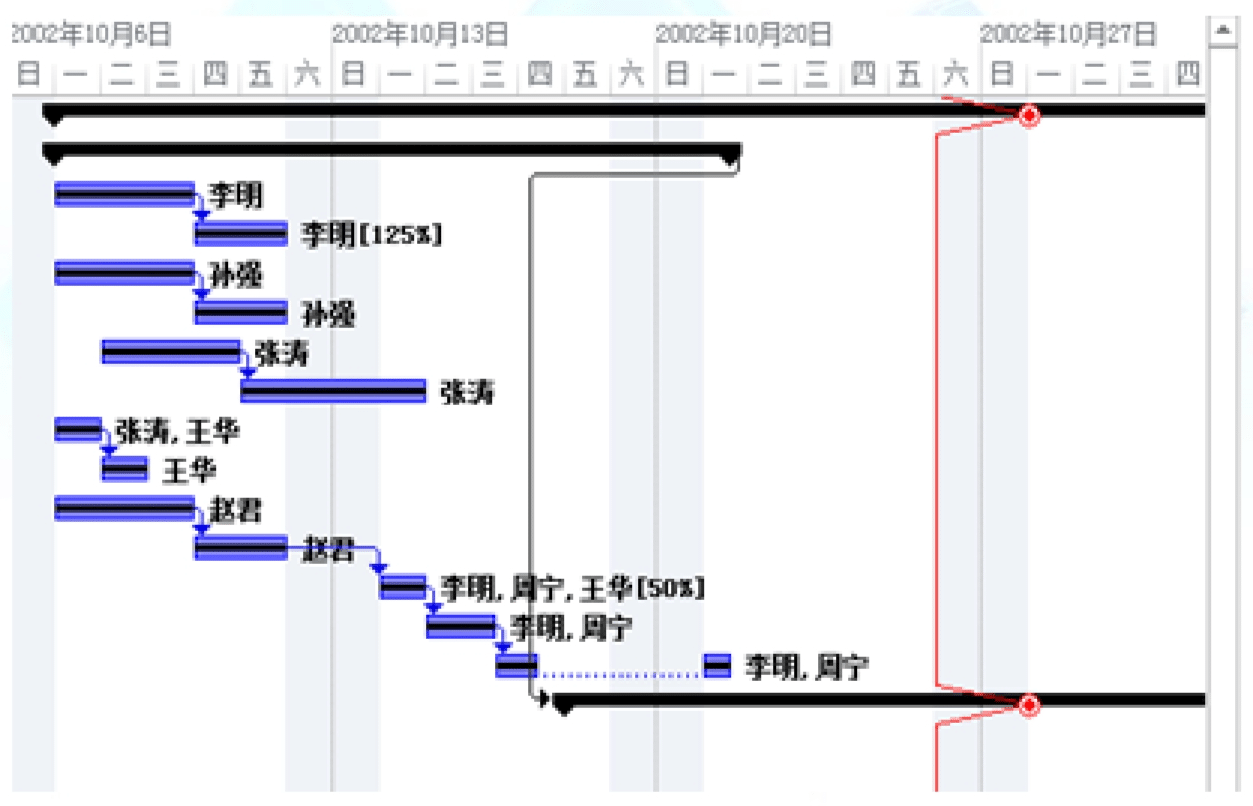 2002年10月6日 2002年10月13日 2002年10月20日 2002年10月27日
日 一 二 三 四 五 六 日 一 二 三 四 五 六 日 一 二 三 四 五 六 日 一 二 三 四
李明
李明[125%]
孙强
孙强
张涛
张涛
张涛, 王华
王华
赵君
赵君
李明, 周宁, 王华[50%]
李明, 周宁
李明, 周宁